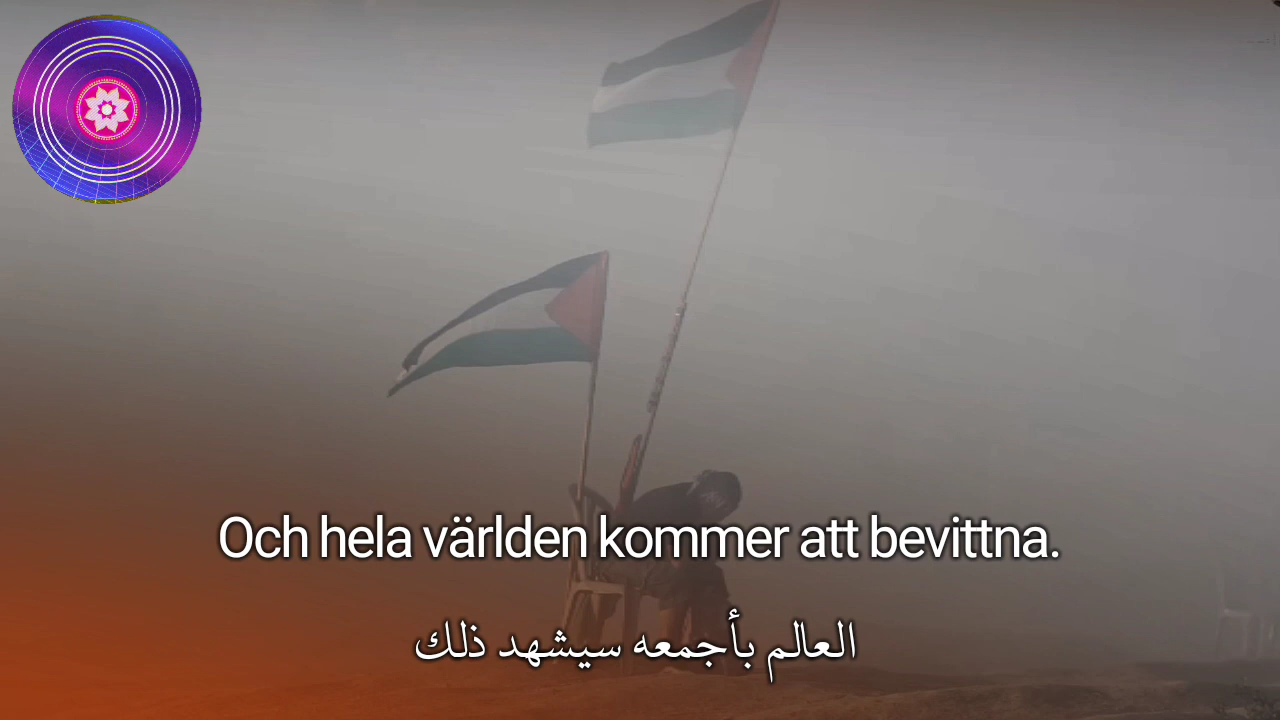 Och hela världen kommer att bevittna.
العالم بأجمعه سيشهد ذلك